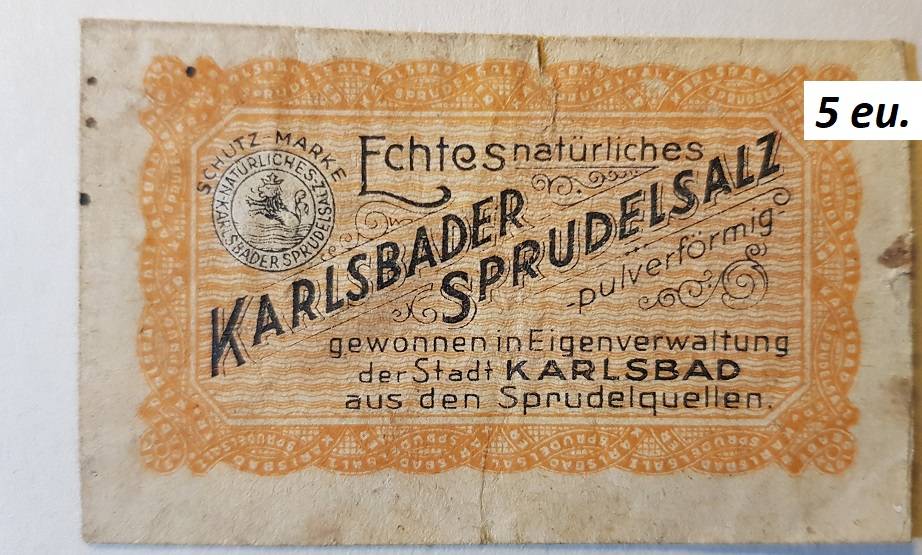 5 eu.
SCHUTZ-MARKE
NATÜRLICHES
KARLSBADER SPRUDELSALZ
Echtes natürliches
KARLSBADER
SPRUDELSALZ
-pulverförmig-
gewonnen in Eigenverwaltung
der Stadt KARLSBAD
aus den Sprudelquellen.